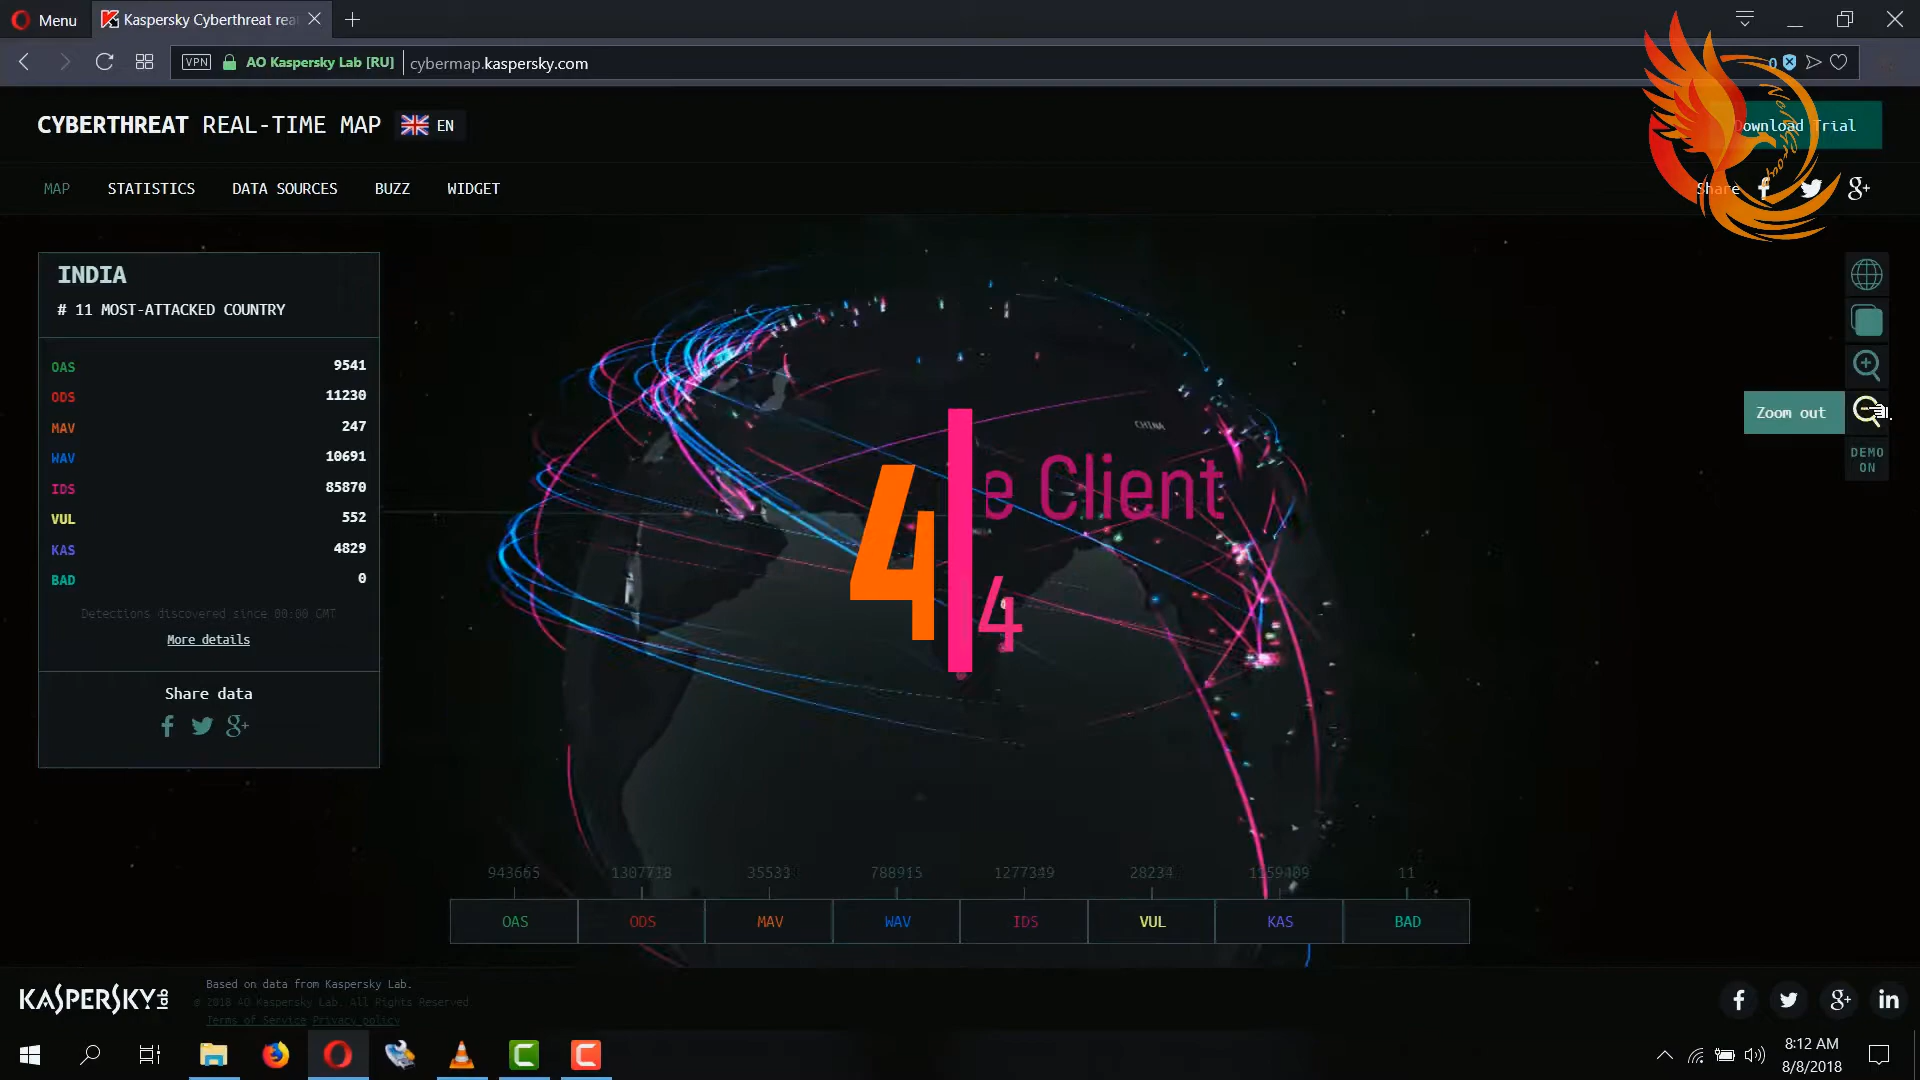 Menu
Kaspersky Cyberthreat rea
VPN
AO Kaspersky Lab [RU]
cybermap.kaspersky.com
0
CYBERTHREAT REAL-TIME MAP
EN
Download Trial
MAP
STATISTICS
DATA SOURCES
BUZZ
WIDGET
Share
INDIA
# 11 MOST-ATTACKED COUNTRY
OAS 9541
ODS 11230
MAV 247
WAV 10691
IDS 85870
VUL 552
KAS 4829
BAD 0
Detections discovered since 00:00 GMT
More details
Share data
CHINA
4
e Client
4
Zoom out
DEMO
ON
943665 1307718 35533 788915 1277349 28234 1159409 11
OAS ODS MAV WAV IDS VUL KAS BAD
KASPERSKY lab
Based on data from Kaspersky Lab.
© 2018 AO Kaspersky Lab. All Rights Reserved
Terms of Service Privacy policy
8:12 AM
8/8/2018